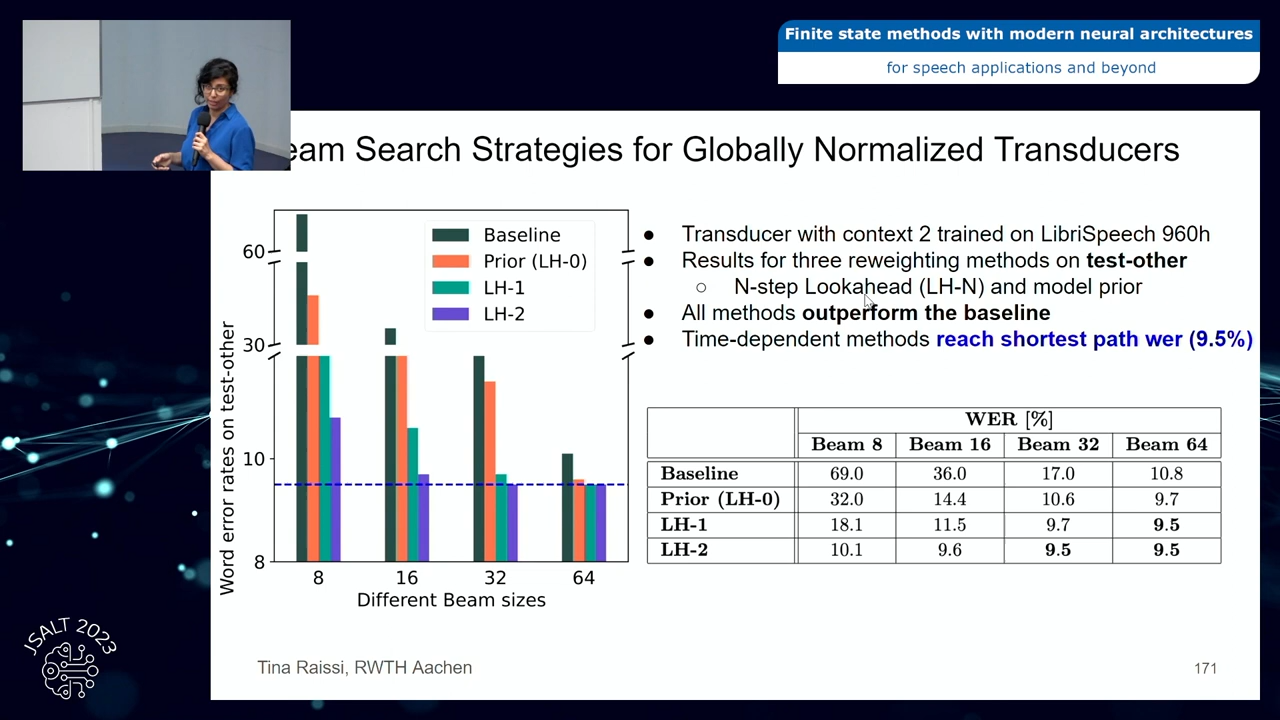 Finite state methods with modern neural architectures
for speech applications and beyond
eam Search Strategies for Globally Normalized Transducers
60
30
10
8
Word error rates on test-other
Baseline
Prior (LH-0)
LH-1
LH-2
8 16 32 64
Different Beam sizes
● Transducer with context 2 trained on LibriSpeech 960h
● Results for three reweighting methods on test-other
○ N-step Lookahead (LH-N) and model prior
● All methods outperform the baseline
● Time-dependent methods reach shortest path wer (9.5%)
WER [%]
Beam 8 Beam 16 Beam 32 Beam 64
Baseline 69.0 36.0 17.0 10.8
Prior (LH-0) 32.0 14.4 10.6 9.7
LH-1 18.1 11.5 9.7 9.5
LH-2 10.1 9.6 9.5 9.5
JSALT 2023
Tina Raissi, RWTH Aachen
171